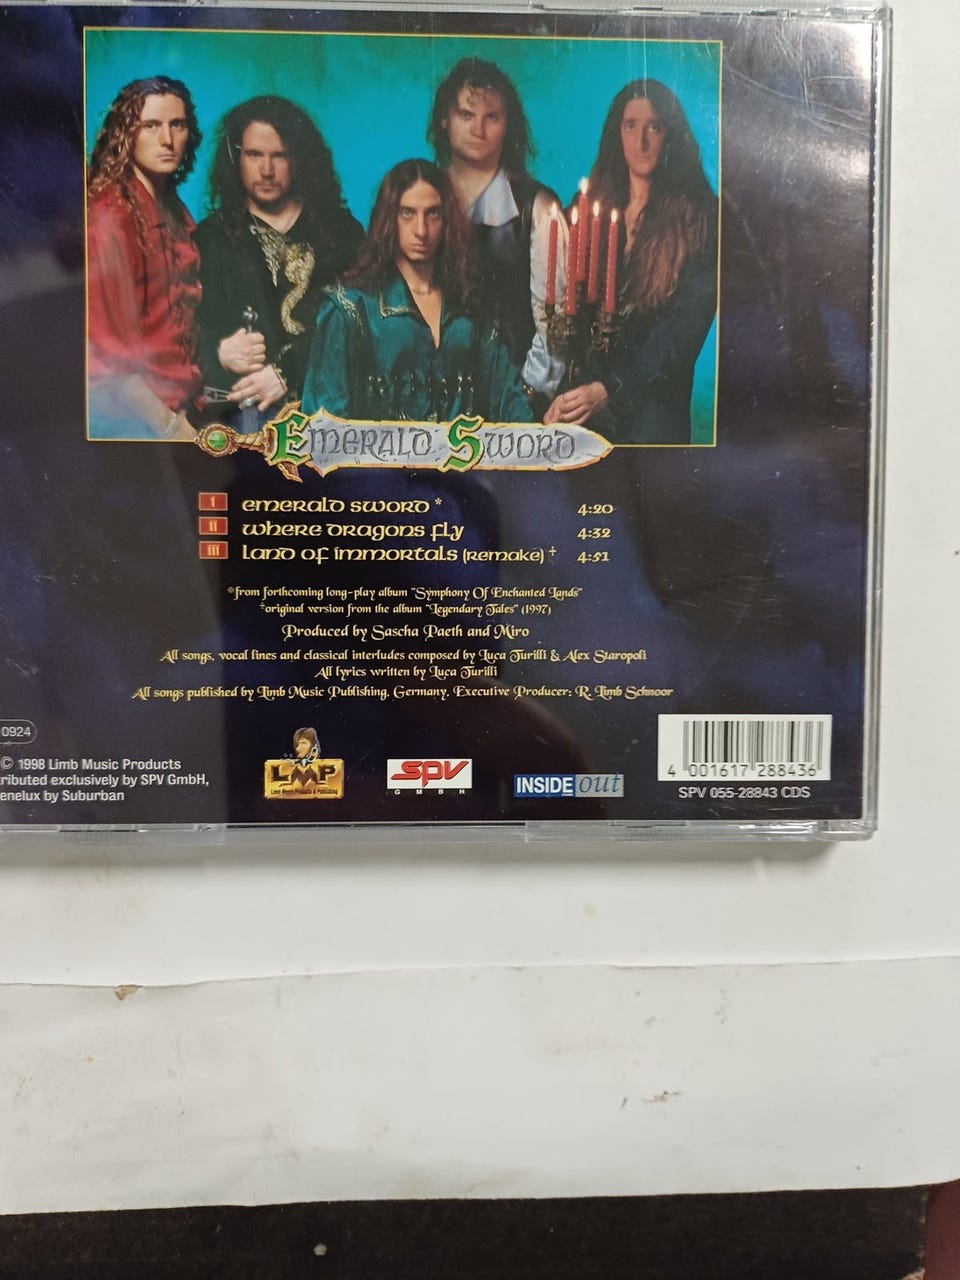 Emerald Sword
i emerald sword * 4:20
ii where dragons fly 4:32
iii land of immortals (remake) ‡ 4:51
*from forthcoming long-play album "Symphony Of Enchanted Lands"
‡original version from the album "Legendary Tales" (1997)
Produced by Sascha Paeth and Miro
All songs, vocal lines and classical interludes composed by Luca Turilli & Alex Staropoli
All lyrics written by Luca Turilli
All songs published by Limb Music Publishing, Germany, Executive Producer: R. Limb Schnoor
0924
© 1998 Limb Music Products
ributed exclusively by SPV GmbH,
enelux by Suburban
LMP
Limb Music Products & Publishing
SPV
GMBH
INSIDE out
4 001617 288436
SPV 055-28843 CDS